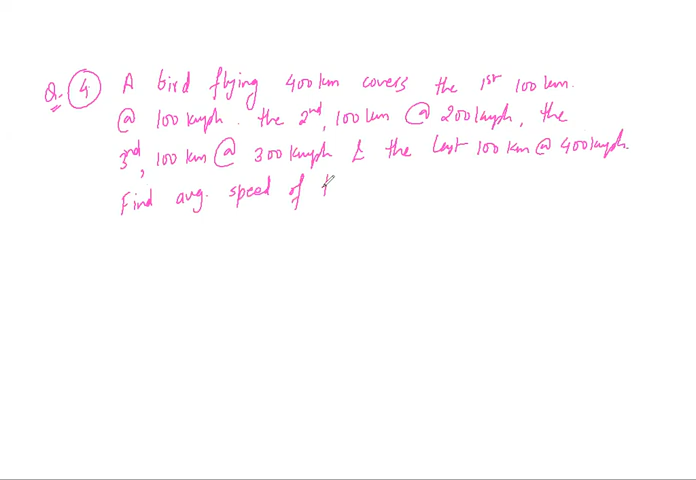 Q. 4 A bird flying 400 km covers the 1st 100 km.
@ 100 kmph. the 2nd, 100 km @ 200 kmph, the
3rd, 100 km @ 300 kmph & the last 100 km @ 400 kmph.
Find avg. speed of t